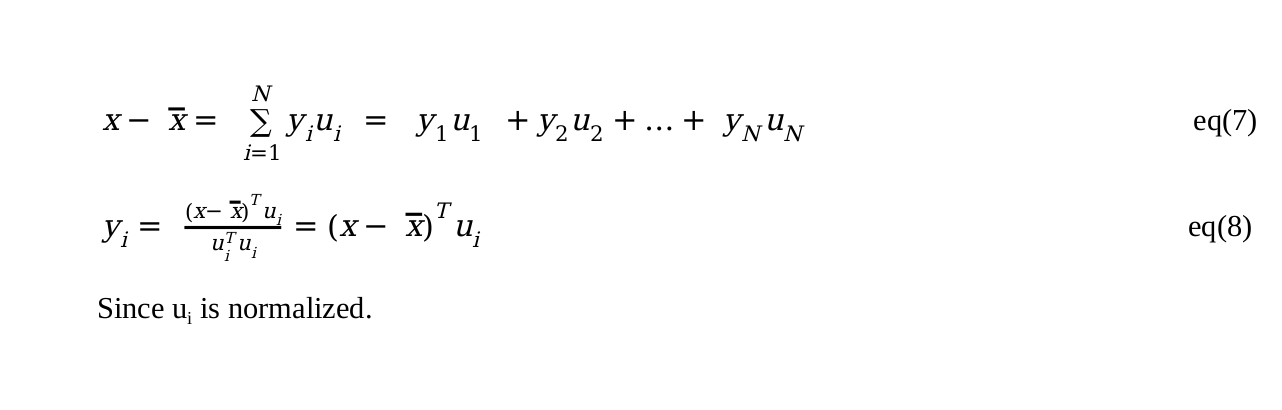 x − x̅ = ∑_{i=1}^{N} y_i u_i = y_1 u_1 + y_2 u_2 + ... + y_N u_N eq(7)
y_i = \frac{(x − x̅)^T u_i}{u_i^T u_i} = (x − x̅)^T u_i eq(8)
Since u_i is normalized.